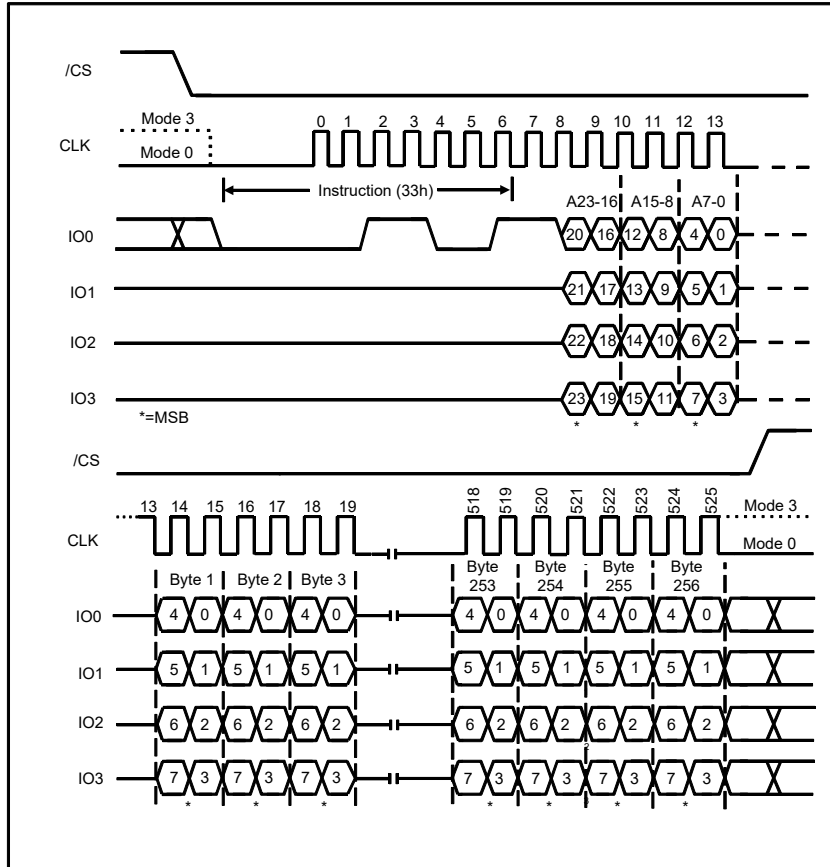 /CS
Mode 3
CLK
Mode 0
0 1 2 3 4 5 6 7 8 9 10 11 12 13
Instruction (33h)
A23-16 A15-8 A7-0
IO0 20 16 12 8 4 0
IO1 21 17 13 9 5 1
IO2 22 18 14 10 6 2
IO3 23 19 15 11 7 3
*=MSB * * *
/CS
13 14 15 16 17 18 19 518 519 520 521 522 523 524 525
Mode 3
CLK
Mode 0
Byte 1 Byte 2 Byte 3 Byte 253 Byte 254 Byte 255 Byte 256
IO0 4 0 4 0 4 0 4 0 4 0 4 0 4 0
IO1 5 1 5 1 5 1 5 1 5 1 5 1 5 1
IO2 6 2 6 2 6 2 6 2 6 2 6 2 6 2
2
IO3 7 3 7 3 7 3 7 3 7 3 7 3 7 3
* * * * * * *